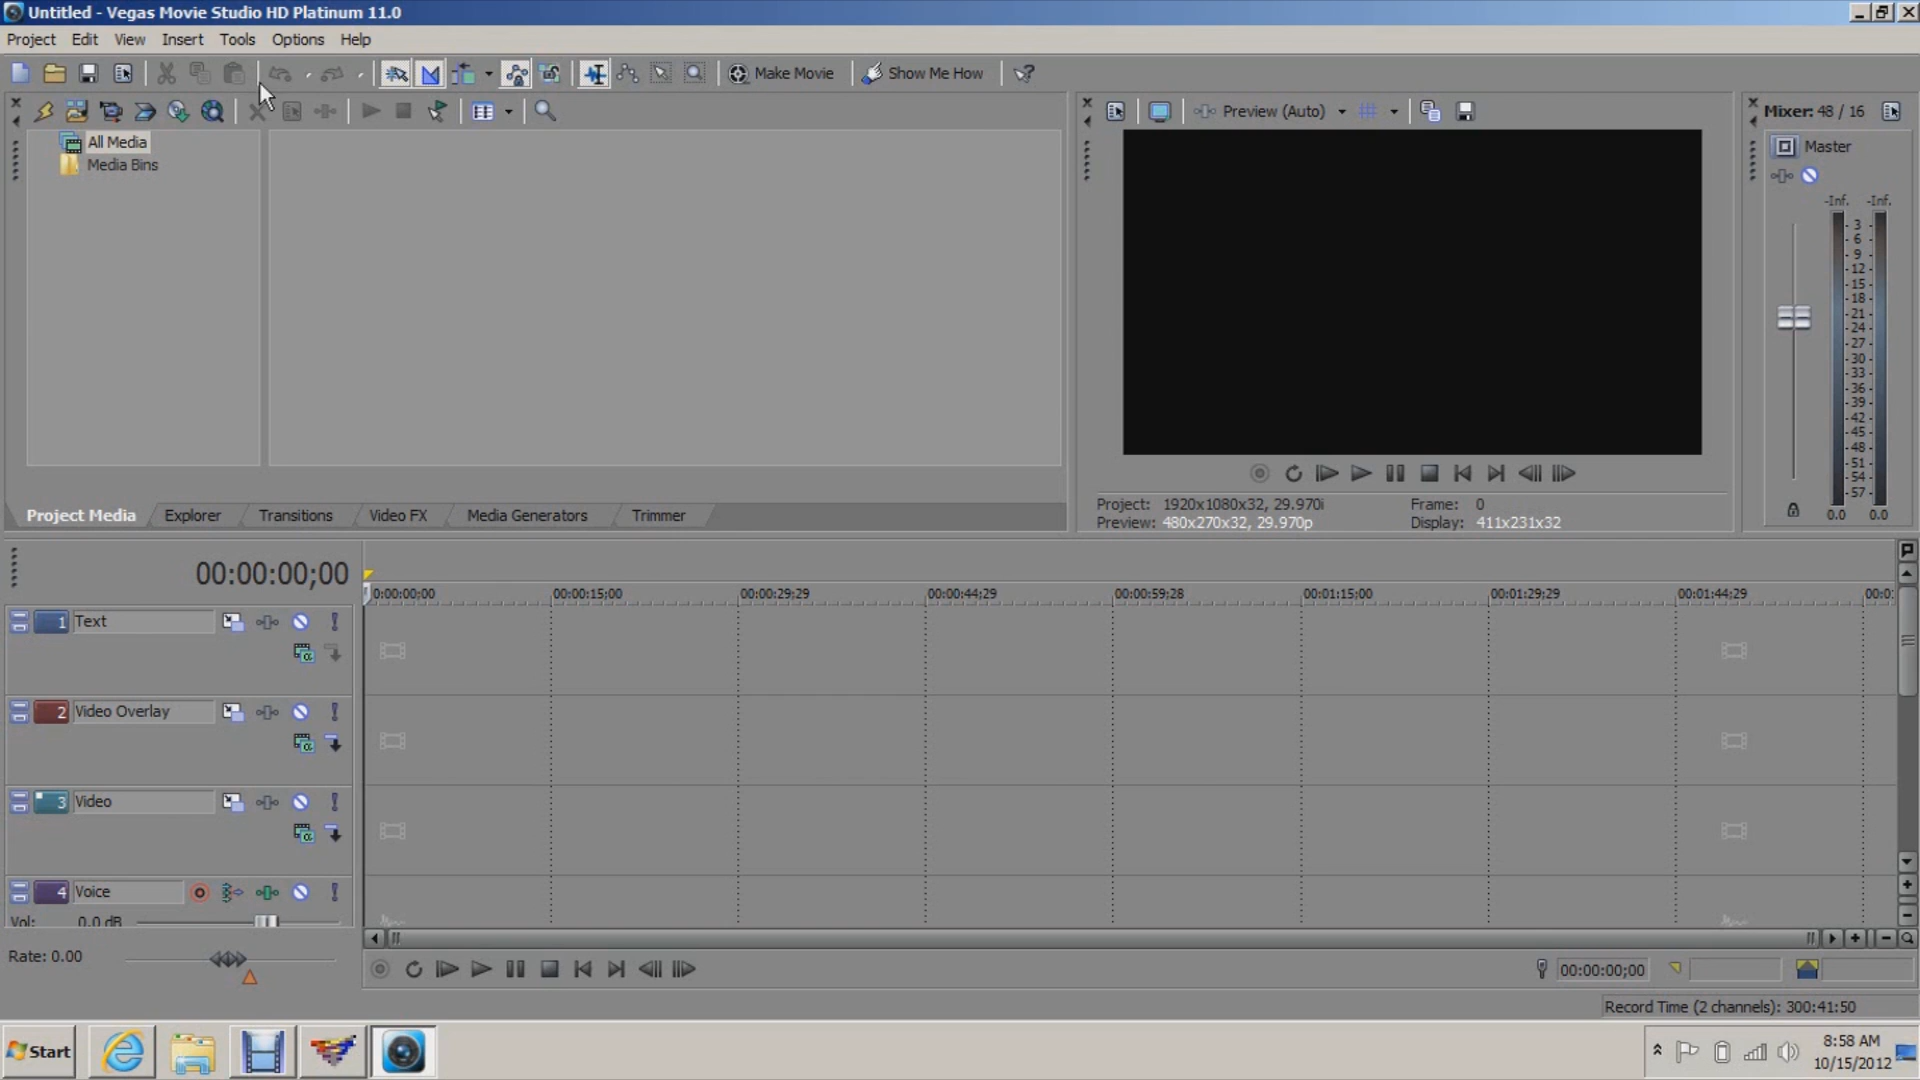 Untitled - Vegas Movie Studio HD Platinum 11.0
Project Edit View Insert Tools Options Help
Make Movie Show Me How
Preview (Auto)
Mixer: 48 / 16
All Media
Media Bins
Master
-Inf. -Inf.
3
6
9
12
15
18
21
24
27
30
33
36
39
42
45
48
51
54
57
0.0 0.0
Project Media Explorer Transitions Video FX Media Generators Trimmer
Project: 1920x1080x32, 29.970i Frame: 0
Preview: 480x270x32, 29.970p Display: 411x231x32
00:00:00;00
0:00:00;00 00:00:15;00 00:00:29;29 00:00:44;29 00:00:59;28 00:01:15;00 00:01:29;29 00:01:44;29 00:0
1 Text
2 Video Overlay
3 Video
4 Voice
Vol: 0.0 dB
Rate: 0.00
00:00:00;00
Record Time (2 channels): 300:41:50
Start
8:58 AM
10/15/2012